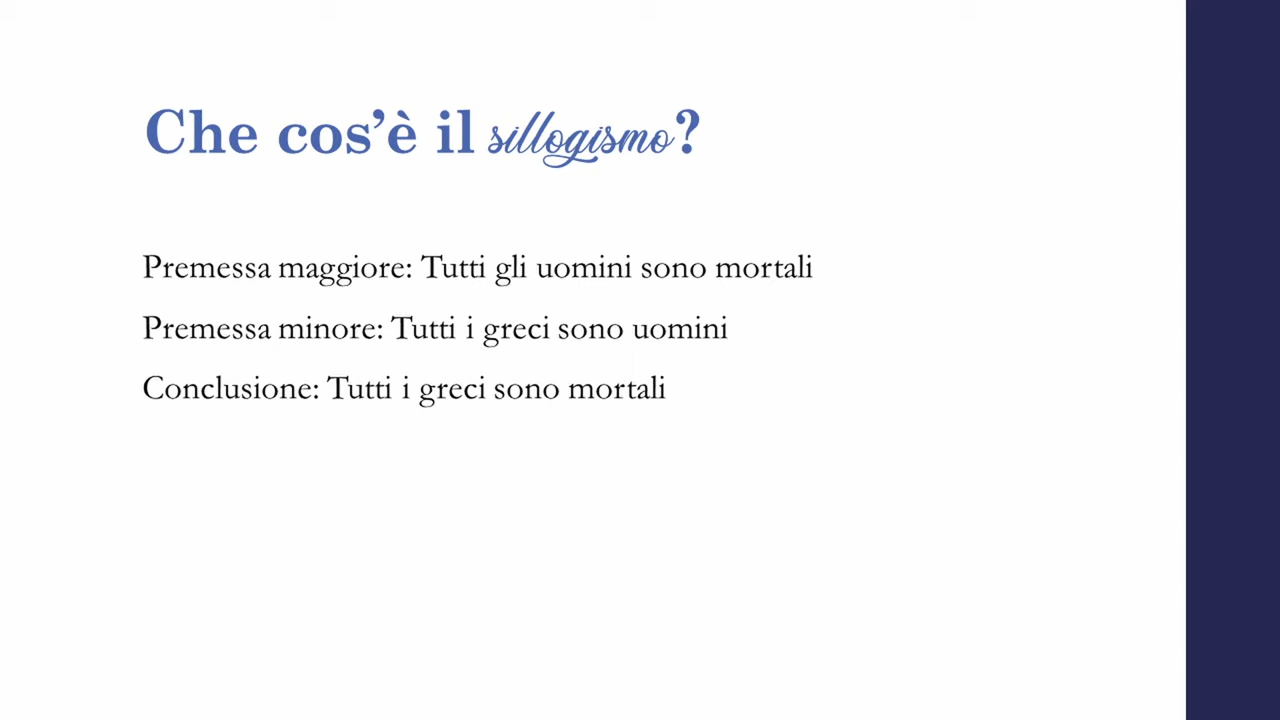 Che cos’è il sillogismo?
Premessa maggiore: Tutti gli uomini sono mortali
Premessa minore: Tutti i greci sono uomini
Conclusione: Tutti i greci sono mortali